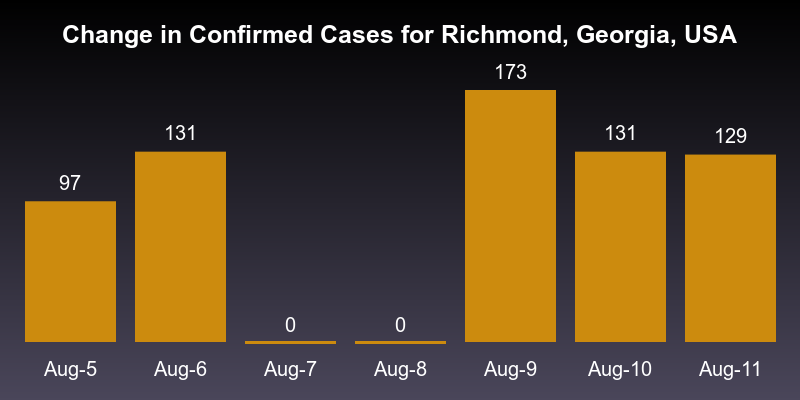 Change in Confirmed Cases for Richmond, Georgia, USA
173
131
131
129
97
0
0
Aug-5
Aug-6
Aug-7
Aug-8
Aug-9
Aug-10
Aug-11